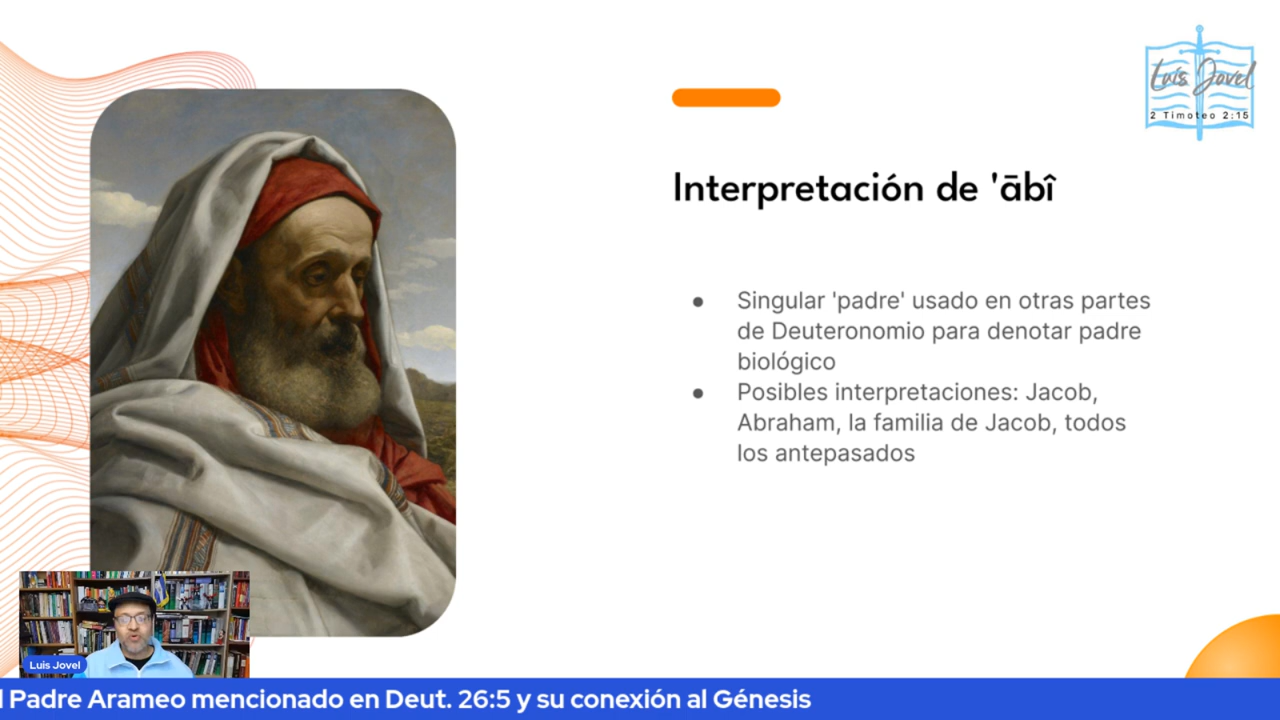 Luis Jovel
2 Timoteo 2:15
Interpretación de 'ābî
● Singular 'padre' usado en otras partes
de Deuteronomio para denotar padre
biológico
● Posibles interpretaciones: Jacob,
Abraham, la familia de Jacob, todos
los antepasados
Luis Jovel
l Padre Arameo mencionado en Deut. 26:5 y su conexión al Génesis